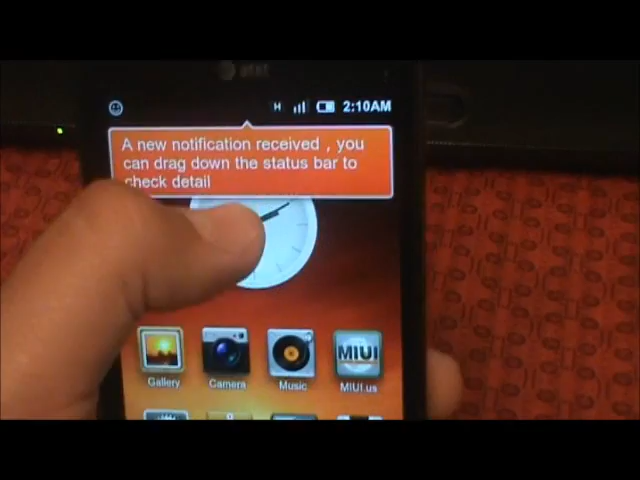 at&t
H 2:10AM
A new notification received , you
can drag down the status bar to
check detail
MIUI
Gallery Camera Music MIUI.us